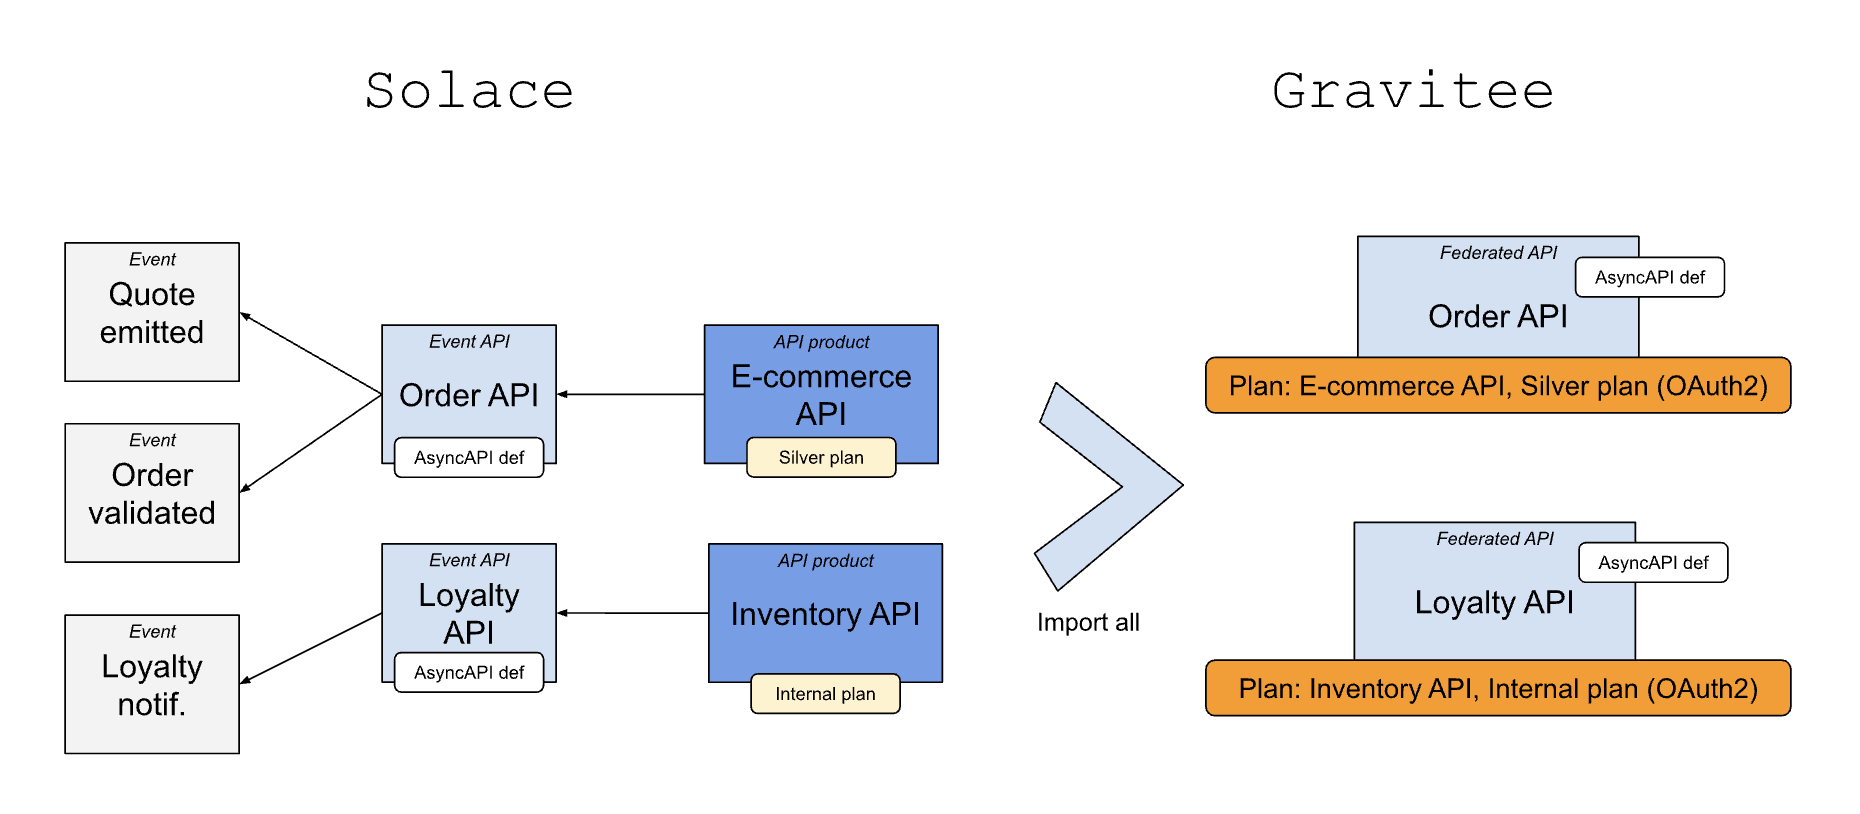 Solace
Gravitee
Event
Quote
emitted
Event
Order
validated
Event
Loyalty
notif.
Event API
Order API
AsyncAPI def
Event API
Loyalty
API
AsyncAPI def
API product
E-commerce
API
Silver plan
API product
Inventory API
Internal plan
Import all
Federated API
AsyncAPI def
Order API
Plan: E-commerce API, Silver plan (OAuth2)
Federated API
AsyncAPI def
Loyalty API
Plan: Inventory API, Internal plan (OAuth2)